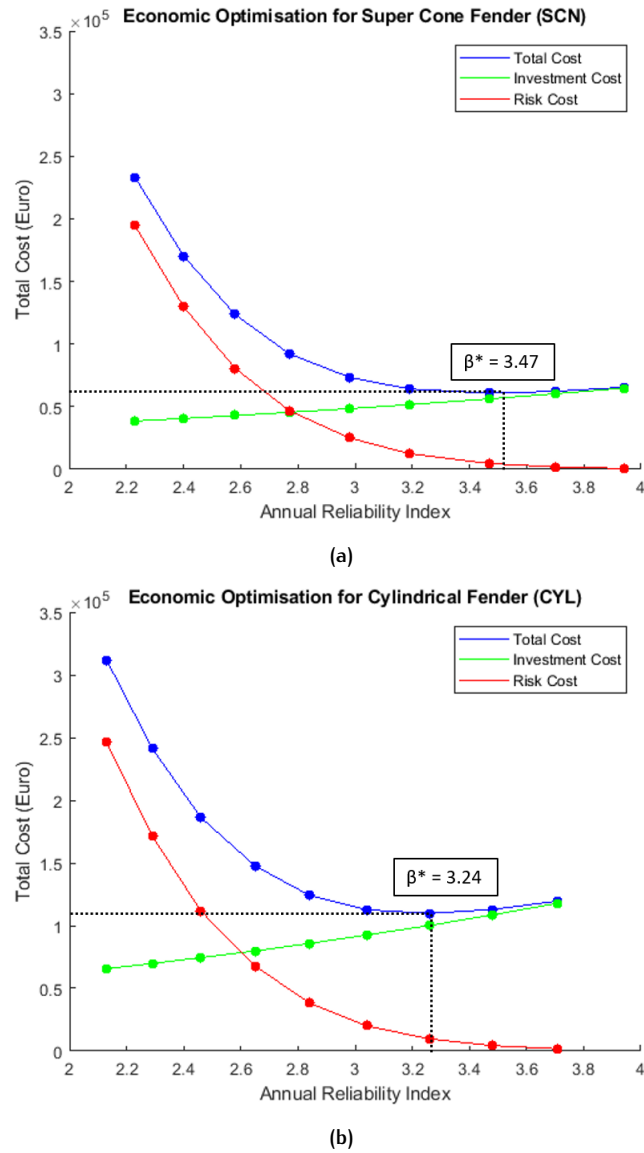 Economic Optimisation for Super Cone Fender (SCN)
×10^5
3.5
3
2.5
2
1.5
1
0.5
0
Total Cost (Euro)
Total Cost
Investment Cost
Risk Cost
β* = 3.47
2 2.2 2.4 2.6 2.8 3 3.2 3.4 3.6 3.8 4
Annual Reliability Index
(a)
Economic Optimisation for Cylindrical Fender (CYL)
×10^5
3.5
3
2.5
2
1.5
1
0.5
0
Total Cost (Euro)
Total Cost
Investment Cost
Risk Cost
β* = 3.24
2 2.2 2.4 2.6 2.8 3 3.2 3.4 3.6 3.8 4
Annual Reliability Index
(b)